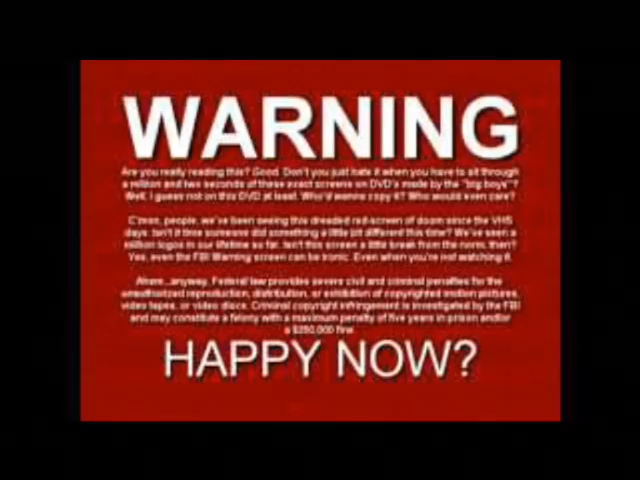 WARNING
Are you really reading this? Good. Don't you just hate it when you have to sit through
a million and two seconds of these exact screens on DVD's made by the "big boys"?
Well, I guess not on this DVD at least. Who'd wanna copy it? Who would even care?
C'mon, people, we've been seeing this dreaded red-screen of doom since the VHS
days. Isn't it time someone did something a little bit different this time? We've seen a
million logos in our lifetime so far. Isn't this screen a little break from the norm, then?
Yes, even the FBI Warning screen can be ironic. Even when you're not watching it.
Ahem...anyway, Federal law provides severe civil and criminal penalties for the
unauthorized reproduction, distribution, or exhibition of copyrighted motion pictures,
video tapes, or video discs. Criminal copyright infringement is investigated by the FBI
and may constitute a felony with a maximum penalty of five years in prison and/or
a $250,000 fine.
HAPPY NOW?